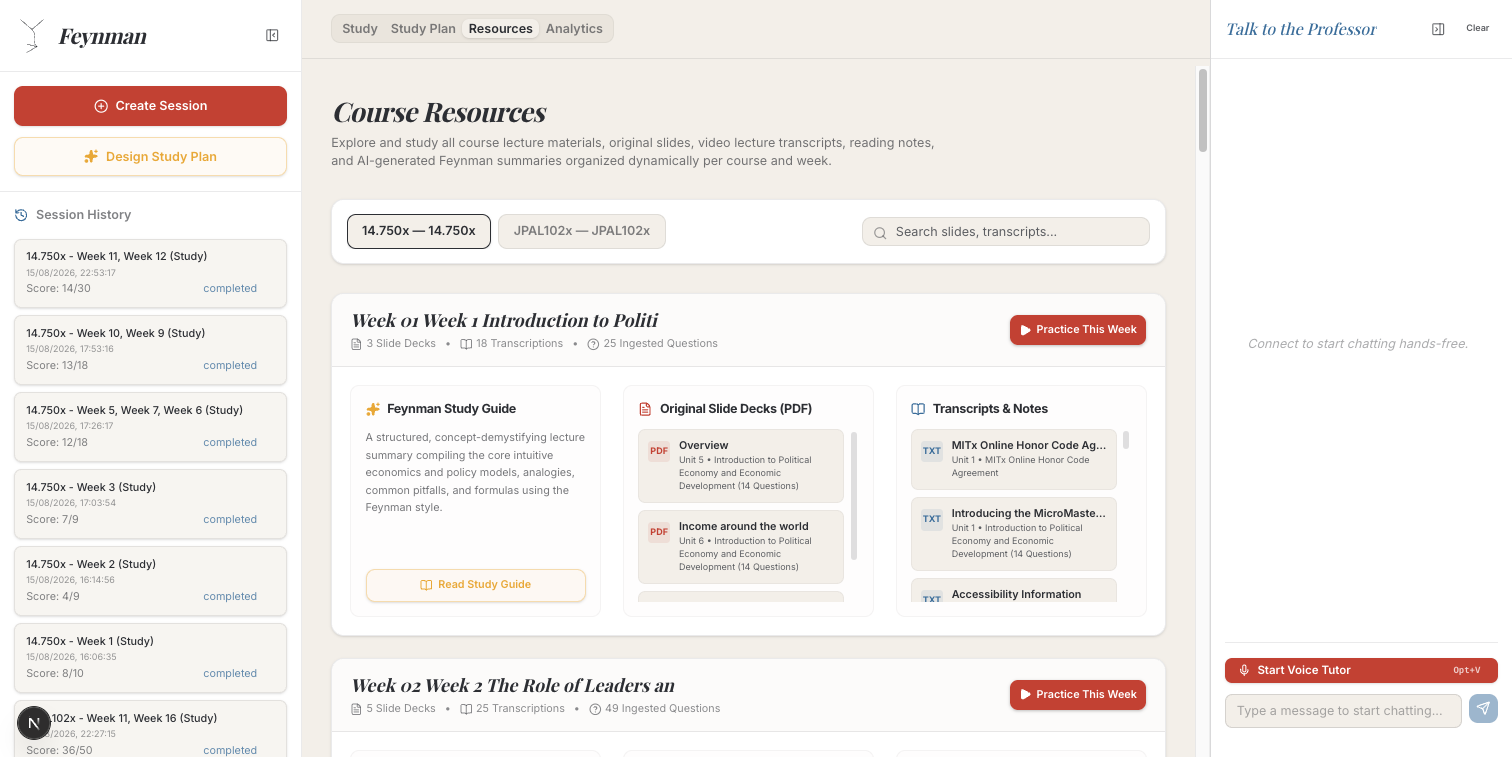 Feynman
Create Session
Design Study Plan
Session History
14.750x - Week 11, Week 12 (Study)
15/08/2026, 22:53:17
Score: 14/30 completed
14.750x - Week 10, Week 9 (Study)
15/08/2026, 17:53:16
Score: 13/18 completed
14.750x - Week 5, Week 7, Week 6 (Study)
15/08/2026, 17:26:17
Score: 12/18 completed
14.750x - Week 3 (Study)
15/08/2026, 17:03:54
Score: 7/9 completed
14.750x - Week 2 (Study)
15/08/2026, 16:14:56
Score: 4/9 completed
14.750x - Week 1 (Study)
15/08/2026, 16:06:35
Score: 8/10 completed
102x - Week 11, Week 16 (Study)
/2026, 22:27:15
Score: 36/50 completed
N
Study Study Plan Resources Analytics
Course Resources
Explore and study all course lecture materials, original slides, video lecture transcripts, reading notes,
and AI-generated Feynman summaries organized dynamically per course and week.
14.750x — 14.750x JPAL102x — JPAL102x Search slides, transcripts...
Week 01 Week 1 Introduction to Politi
3 Slide Decks • 18 Transcriptions • 25 Ingested Questions
Practice This Week
Feynman Study Guide
A structured, concept-demystifying lecture
summary compiling the core intuitive
economics and policy models, analogies,
common pitfalls, and formulas using the
Feynman style.
Read Study Guide
Original Slide Decks (PDF)
PDF
Overview
Unit 5 • Introduction to Political
Economy and Economic
Development (14 Questions)
PDF
Income around the world
Unit 6 • Introduction to Political
Economy and Economic
Development (14 Questions)
Transcripts & Notes
TXT
MITx Online Honor Code Ag...
Unit 1 • MITx Online Honor Code
Agreement
TXT
Introducing the MicroMaste...
Unit 1 • Introduction to Political
Economy and Economic
Development (14 Questions)
TXT
Accessibility Information
Week 02 Week 2 The Role of Leaders an
5 Slide Decks • 25 Transcriptions • 49 Ingested Questions
Practice This Week
Talk to the Professor
Clear
Connect to start chatting hands-free.
Start Voice Tutor Opt+V
Type a message to start chatting...